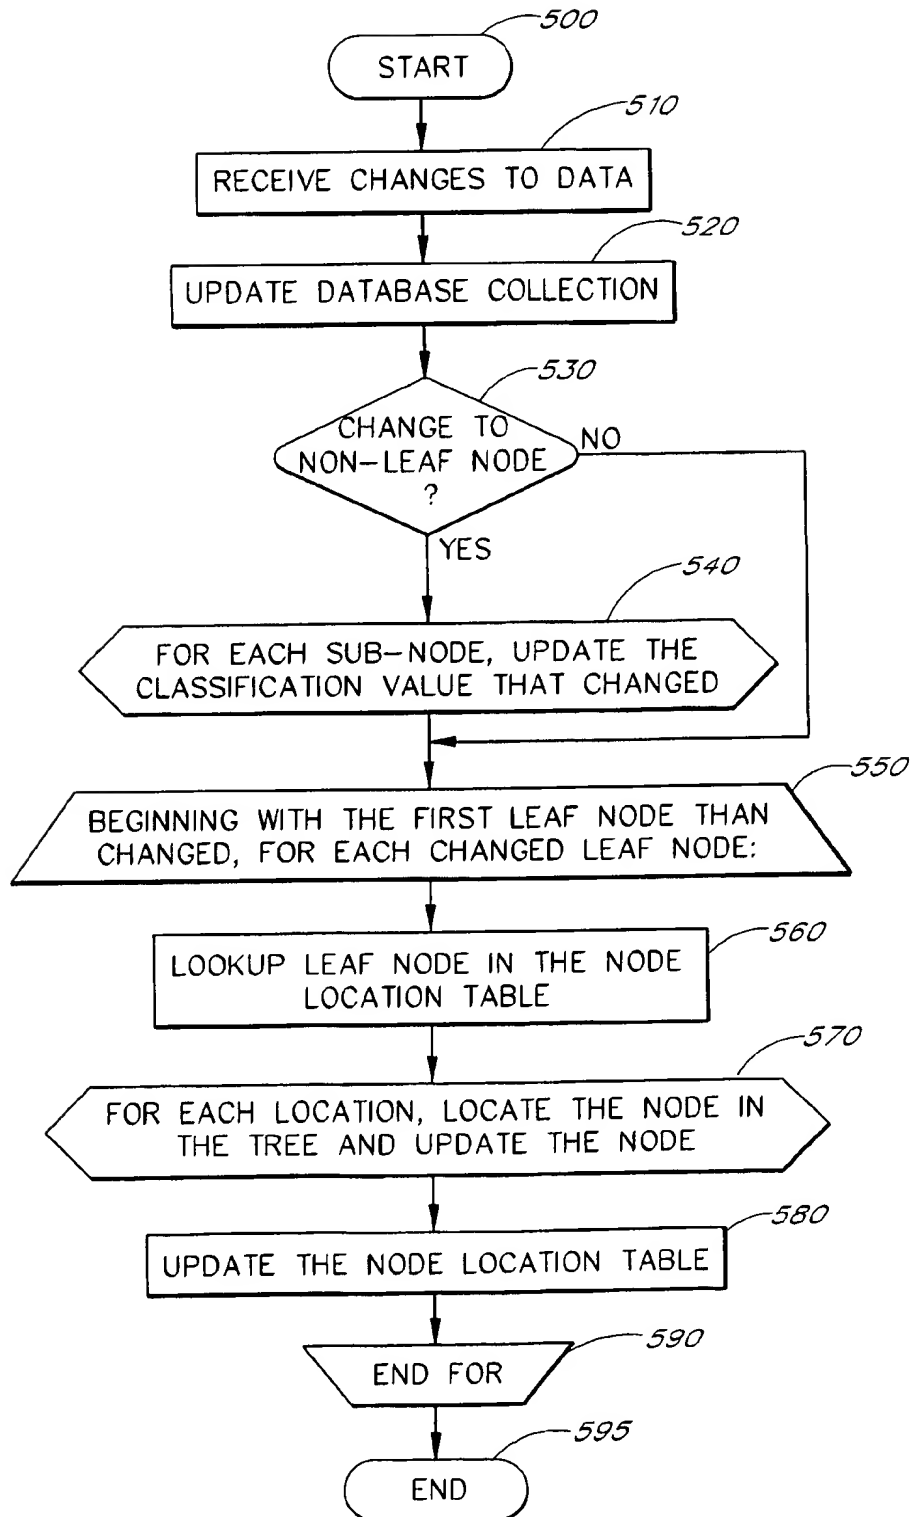 500
START
510
RECEIVE CHANGES TO DATA
520
UPDATE DATABASE COLLECTION
530
CHANGE TO
NON-LEAF NODE
?
NO
YES
540
FOR EACH SUB-NODE, UPDATE THE
CLASSIFICATION VALUE THAT CHANGED
550
BEGINNING WITH THE FIRST LEAF NODE THAN
CHANGED, FOR EACH CHANGED LEAF NODE:
560
LOOKUP LEAF NODE IN THE NODE
LOCATION TABLE
570
FOR EACH LOCATION, LOCATE THE NODE IN
THE TREE AND UPDATE THE NODE
580
UPDATE THE NODE LOCATION TABLE
590
END FOR
595
END